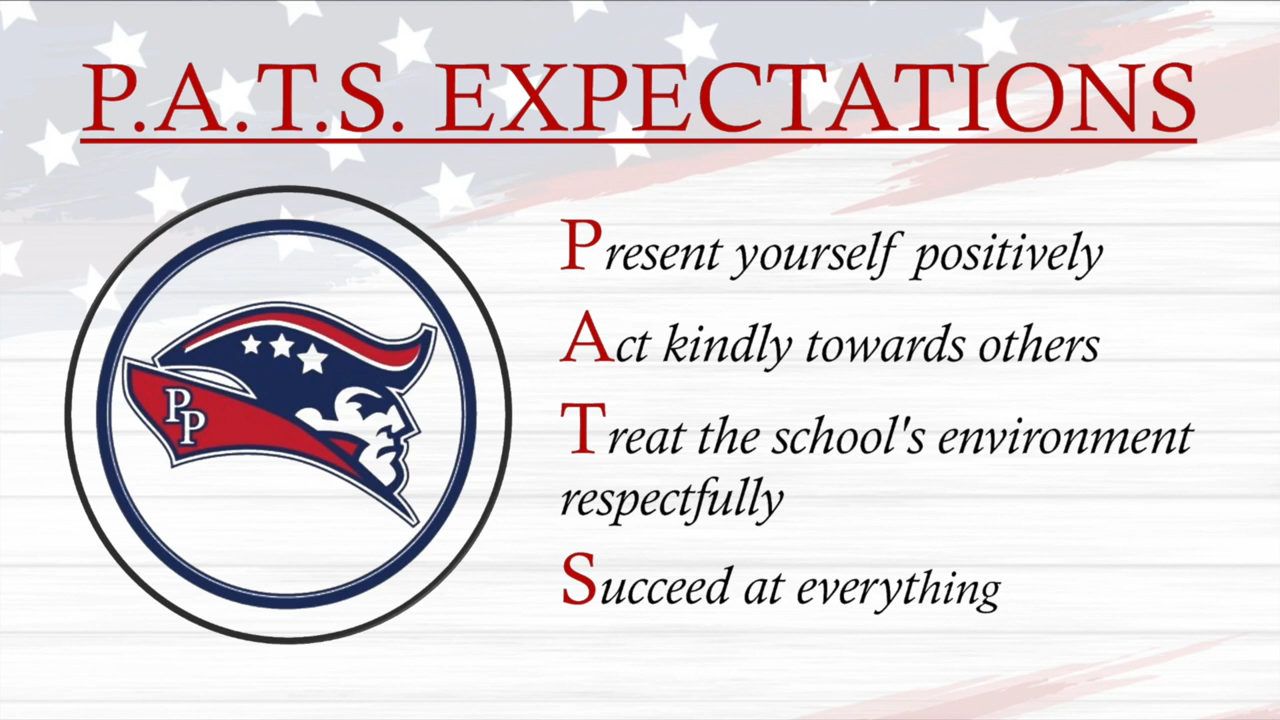 P.A.T.S. EXPECTATIONS
PP
Present yourself positively
Act kindly towards others
Treat the school's environment
respectfully
Succeed at everything